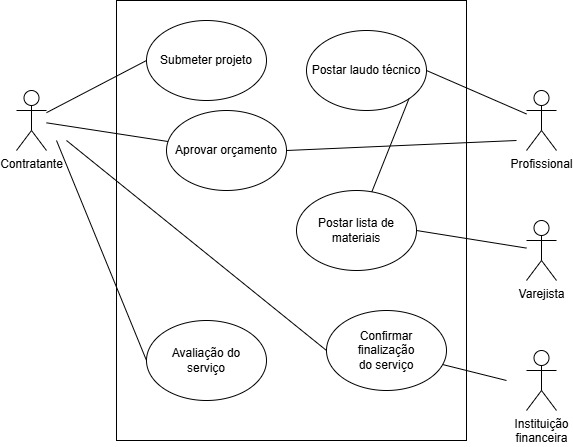 Submeter projeto
Postar laudo técnico
Contratante
Aprovar orçamento
Profissional
Postar lista de
materiais
Varejista
Avaliação do
serviço
Confirmar
finalização
do serviço
Instituição
financeira